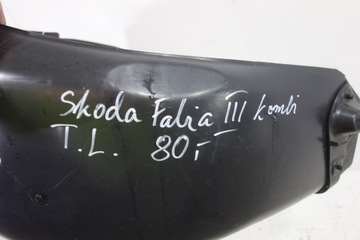 Skoda Fabia III kombi
T.L. 80,-